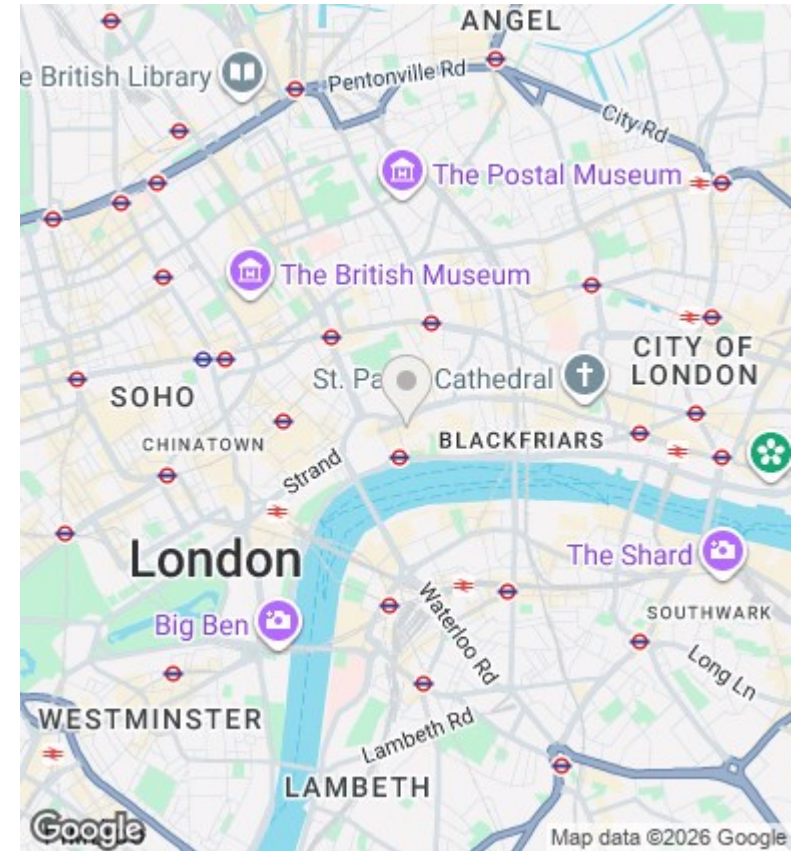 ANGEL
e British Library
Pentonville Rd
City Rd
The Postal Museum
The British Museum
CITY OF
LONDON
St. Pa Cathedral
SOHO
CHINATOWN
BLACKFRIARS
Strand
London
The Shard
Big Ben
Waterloo Rd
SOUTHWARK
Long Ln
WESTMINSTER
Lambeth Rd
LAMBETH
Google
Map data ©2026 Google